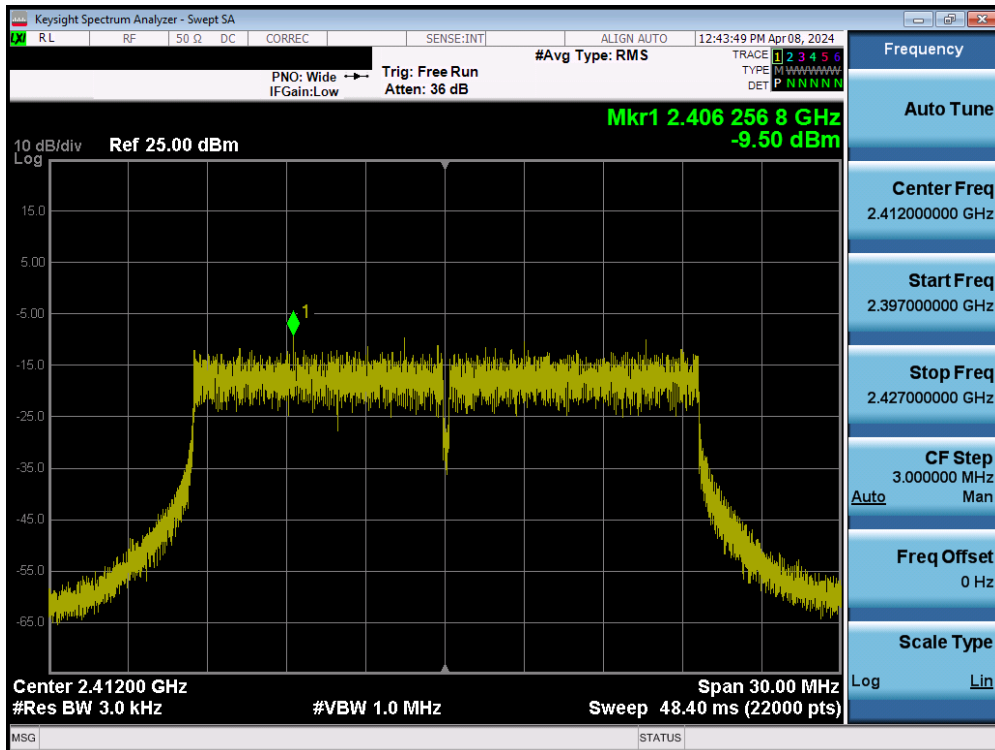 Keysight Spectrum Analyzer - Swept SA
LXI RL RF 50 Ω DC CORREC SENSE:INT ALIGN AUTO 12:43:49 PM Apr 08, 2024
Frequency
#Avg Type: RMS TRACE 1 2 3 4 5 6
PNO: Wide Trig: Free Run TYPE M WWWWW
IFGain:Low Atten: 36 dB DET P N N N N N
Auto Tune
Mkr1 2.406 256 8 GHz
-9.50 dBm
10 dB/div Ref 25.00 dBm
Log
15.0
5.00
-5.00
-15.0
-25.0
-35.0
-45.0
-55.0
-65.0
1
Center Freq
2.412000000 GHz
Start Freq
2.397000000 GHz
Stop Freq
2.427000000 GHz
CF Step
3.000000 MHz
Auto Man
Freq Offset
0 Hz
Scale Type
Log Lin
Center 2.41200 GHz Span 30.00 MHz
#Res BW 3.0 kHz #VBW 1.0 MHz Sweep 48.40 ms (22000 pts)
MSG STATUS